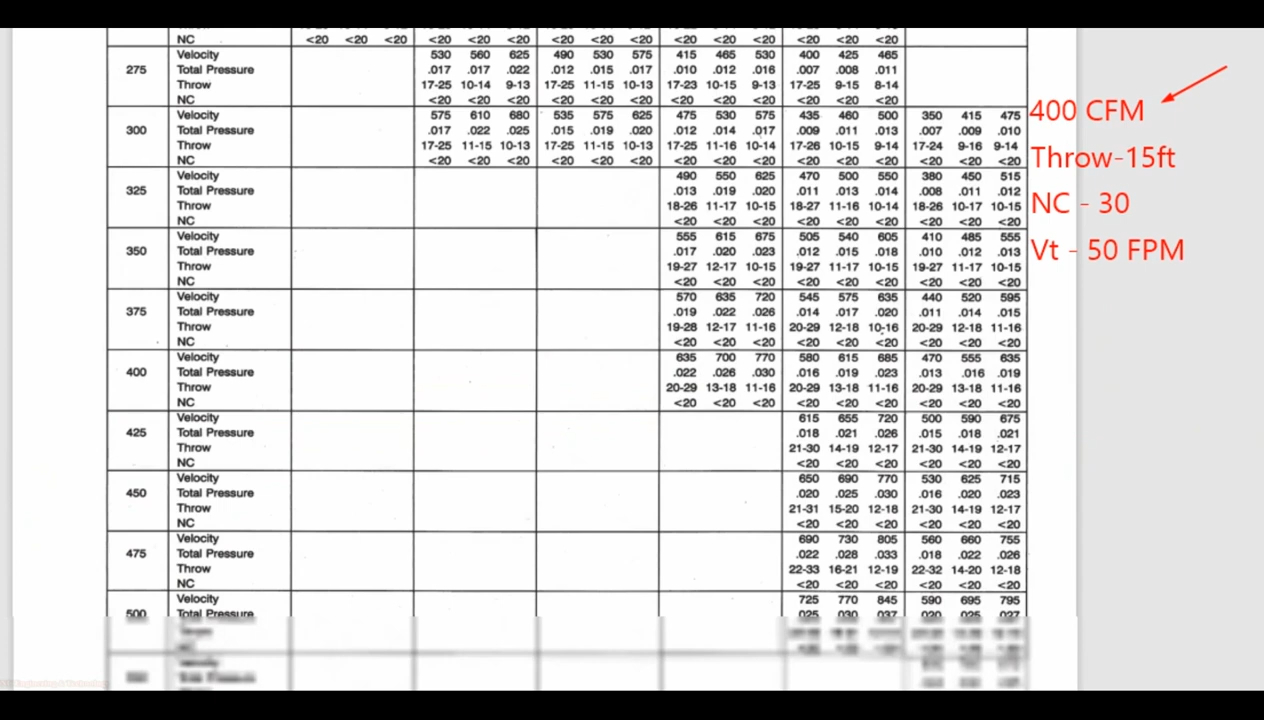 NC <20 <20 <20 <20 <20 <20 <20 <20 <20 <20 <20 <20 <20 <20 <20
275 Velocity 530 560 625 490 530 575 415 465 530 400 425 465
Total Pressure .017 .017 .022 .012 .015 .017 .010 .012 .016 .007 .008 .011
Throw 17-25 10-14 9-13 17-25 11-15 10-13 17-23 10-15 9-13 17-25 9-15 8-14
NC <20 <20 <20 <20 <20 <20 <20 <20 <20 <20 <20 <20
300 Velocity 575 610 680 535 575 625 475 530 575 435 460 500 350 415 475
Total Pressure .017 .022 .025 .015 .019 .020 .012 .014 .017 .009 .011 .013 .007 .009 .010
Throw 17-25 11-15 10-13 17-25 11-15 10-13 17-25 11-16 10-14 17-26 10-15 9-14 17-24 9-16 9-14
NC <20 <20 <20 <20 <20 <20 <20 <20 <20 <20 <20 <20 <20 <20 <20
325 Velocity 490 550 625 470 500 550 380 450 515
Total Pressure .013 .019 .020 .011 .013 .014 .008 .011 .012
Throw 18-26 11-17 10-15 18-27 11-16 10-14 18-26 10-17 10-15
NC <20 <20 <20 <20 <20 <20 <20 <20 <20
350 Velocity 555 615 675 505 540 605 410 485 555
Total Pressure .017 .020 .023 .012 .015 .018 .010 .012 .013
Throw 19-27 12-17 10-15 19-27 11-17 10-15 19-27 11-17 10-15
NC <20 <20 <20 <20 <20 <20 <20 <20 <20
375 Velocity 570 635 720 545 575 635 440 520 595
Total Pressure .019 .022 .026 .014 .017 .020 .011 .014 .015
Throw 19-28 12-17 11-16 20-29 12-18 10-16 20-29 12-18 11-16
NC <20 <20 <20 <20 <20 <20 <20 <20 <20
400 Velocity 635 700 770 580 615 685 470 555 635
Total Pressure .022 .026 .030 .016 .019 .023 .013 .016 .019
Throw 20-29 13-18 11-16 20-29 13-18 11-16 20-29 13-18 11-16
NC <20 <20 <20 <20 <20 <20 <20 <20 <20
425 Velocity 615 655 720 500 590 675
Total Pressure .018 .021 .026 .015 .018 .021
Throw 21-30 14-19 12-17 21-30 14-19 12-17
NC <20 <20 <20 <20 <20 <20
450 Velocity 650 690 770 530 625 715
Total Pressure .020 .025 .030 .016 .020 .023
Throw 21-31 15-20 12-18 21-30 14-19 12-17
NC <20 <20 <20 <20 <20 <20
475 Velocity 690 730 805 560 660 755
Total Pressure .022 .028 .033 .018 .022 .026
Throw 22-33 16-21 12-19 22-32 14-20 12-18
NC <20 <20 <20 <20 <20 <20
500 Velocity 725 770 845 590 695 795
Total Pressure
400 CFM
Throw-15ft
NC - 30
Vt - 50 FPM